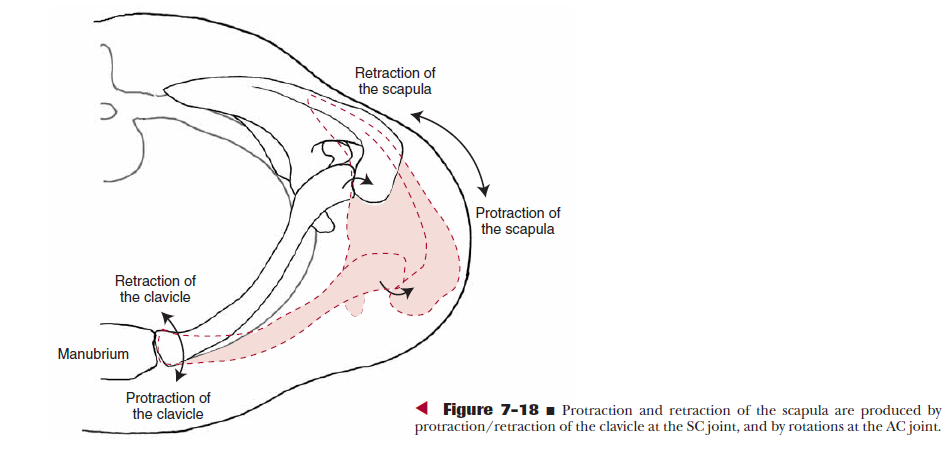 Retraction of
the scapula
Protraction of
the scapula
Retraction of
the clavicle
Manubrium
Protraction of
the clavicle
◄ Figure 7-18 ■ Protraction and retraction of the scapula are produced by
protraction/retraction of the clavicle at the SC joint, and by rotations at the AC joint.